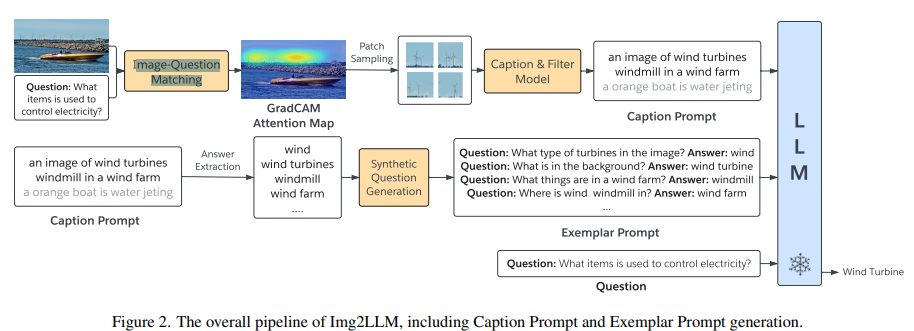 Question: What
items is used to
control electricity?
Image-Question
Matching
GradCAM
Attention Map
Patch
Sampling
Caption & Filter
Model
an image of wind turbines
windmill in a wind farm
a orange boat is water jeting
Caption Prompt
L
L
M
an image of wind turbines
windmill in a wind farm
a orange boat is water jeting
Caption Prompt
Answer
Extraction
wind
wind turbines
windmill
wind farm
....
Synthetic
Question
Generation
Question: What type of turbines in the image? Answer: wind
Question: What is in the background? Answer: wind turbine
Question: What things are in a wind farm? Answer: windmill
Question: Where is wind windmill in? Answer: wind farm
...
Exemplar Prompt
Question: What items is used to control electricity?
Question
Wind Turbine
Figure 2. The overall pipeline of Img2LLM, including Caption Prompt and Exemplar Prompt generation.